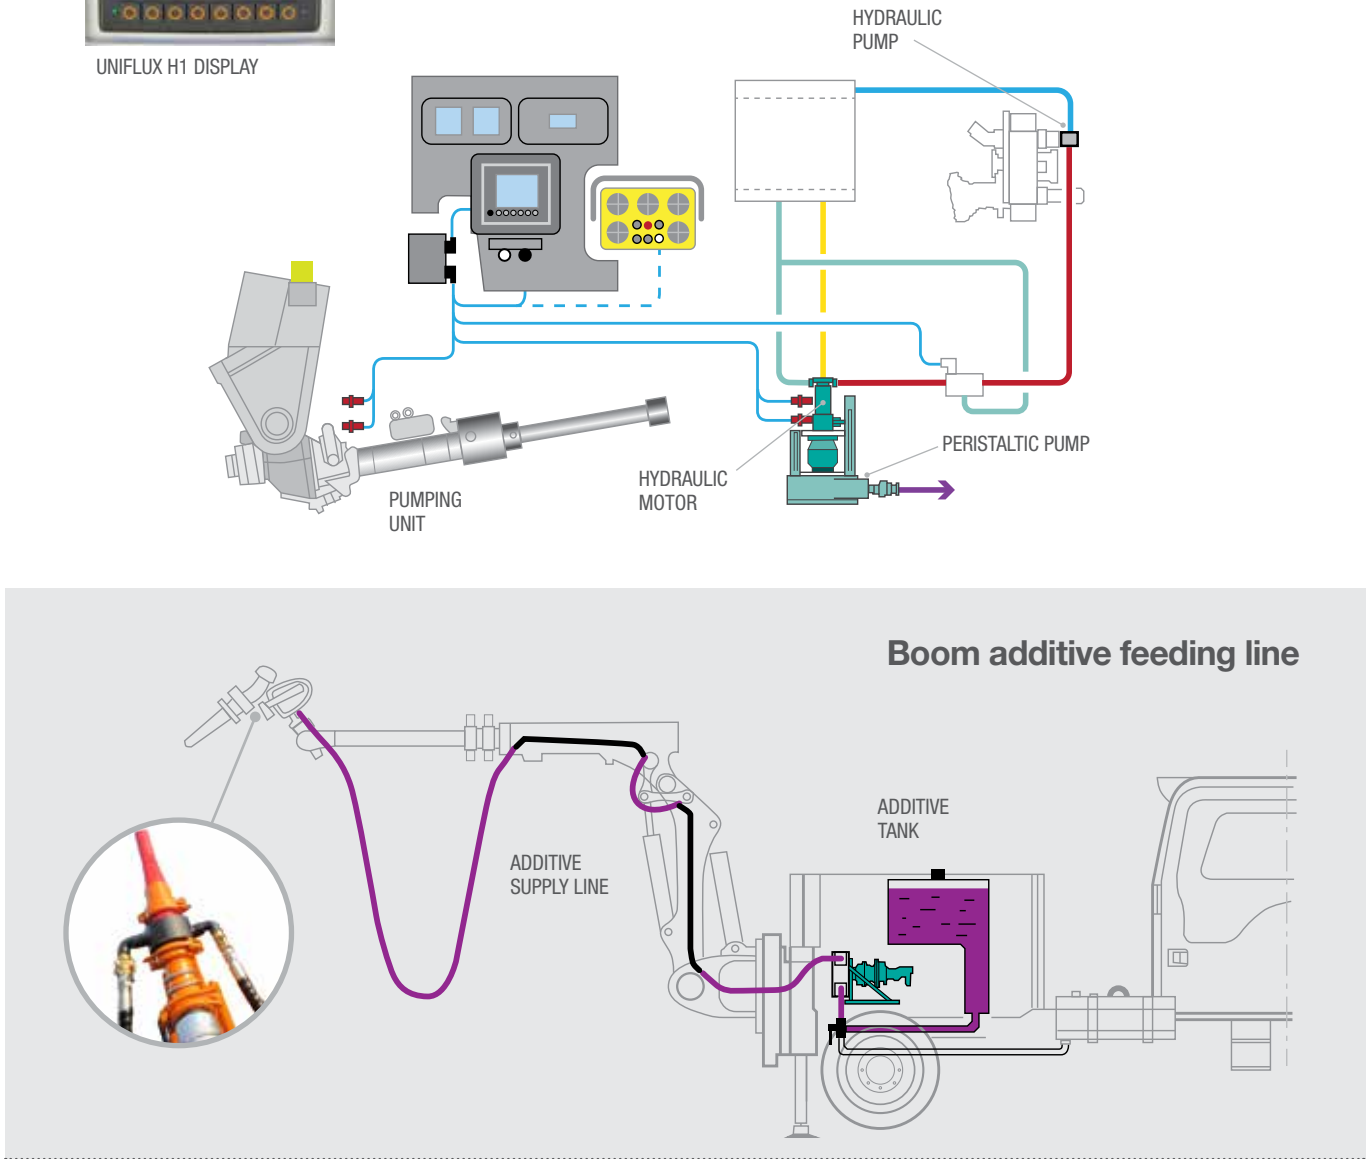 UNIFLUX H1 DISPLAY
HYDRAULIC
PUMP
PERISTALTIC PUMP
HYDRAULIC
MOTOR
PUMPING
UNIT
Boom additive feeding line
ADDITIVE
TANK
ADDITIVE
SUPPLY LINE